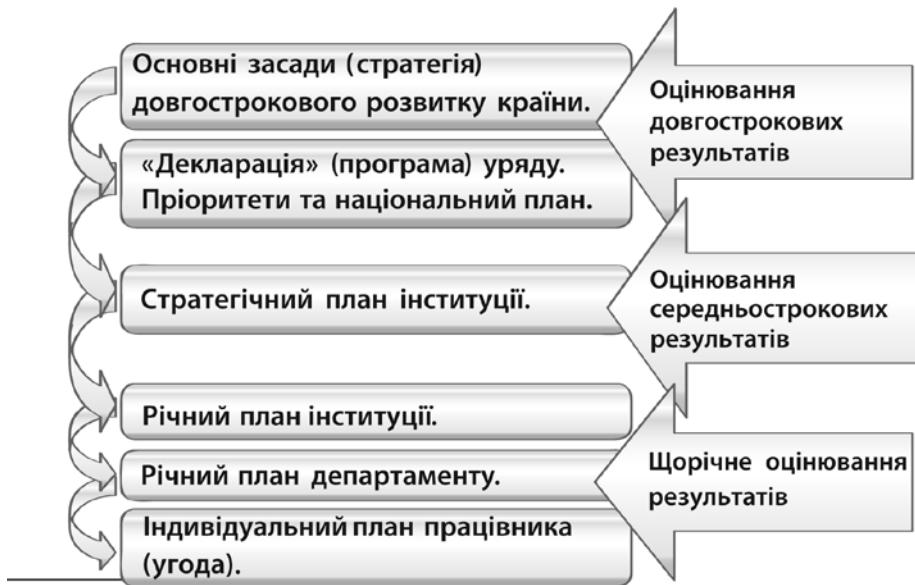 Основні засади (стратегія)
довгострокового розвитку країни.
«Декларація» (програма) уряду.
Пріоритети та національний план.
Стратегічний план інституції.
Річний план інституції.
Річний план департаменту.
Індивідуальний план працівника
(угода).
Оцінювання
довгострокових
результатів
Оцінювання
середньострокових
результатів
Щорічне оцінювання
результатів